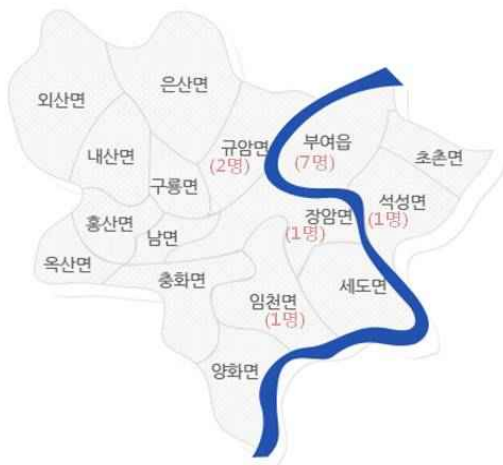 은산면
외산면
규암면
(2명)
부여읍
(7명)
내산면
초촌면
구룡면
석성면
(1명)
홍산면
장암면
(1명)
남면
옥산면
충화면
세도면
임천면
(1명)
양화면